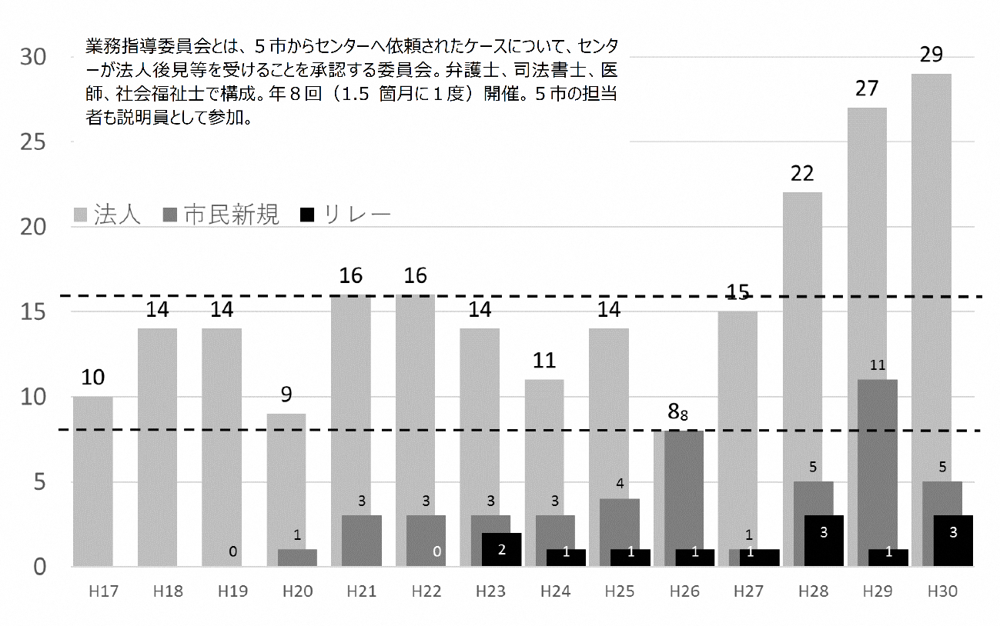 業務指導委員会とは、５市からセンターへ依頼されたケースについて、センタ
ーが法人後見等を受けることを承認する委員会。弁護士、司法書士、医
師、社会福祉士で構成。年８回（1.5 箇月に１度）開催。５市の担当
者も説明員として参加。
法人 市民新規 リレー
30
25
20
15
10
5
0
10 14 14 9 16 16 14 11 14 8 15 22 27 29
0 1 3 3 3 3 4 8 1 5 11 5
0 2 1 1 1 1 3 1 3
H17 H18 H19 H20 H21 H22 H23 H24 H25 H26 H27 H28 H29 H30